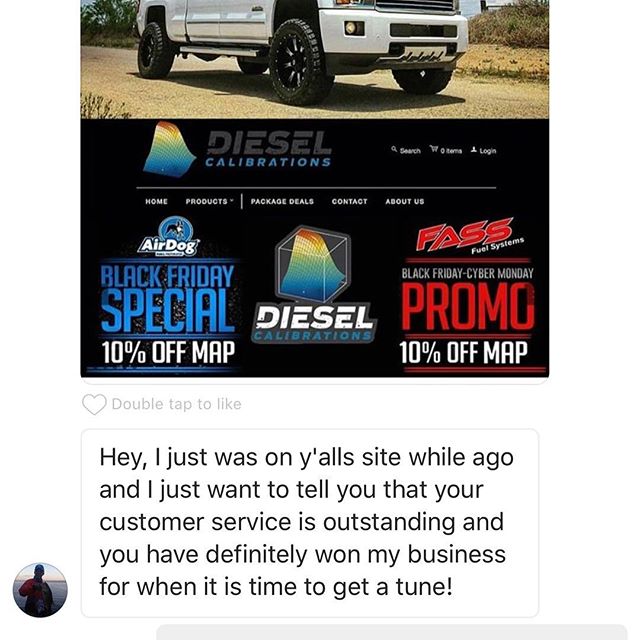 DIESEL
CALIBRATIONS
Search 0 items Login
HOME PRODUCTS PACKAGE DEALS CONTACT ABOUT US
AirDog
BLACK FRIDAY
SPECIAL
10% OFF MAP
DIESEL
CALIBRATIONS
FASS
Fuel Systems
BLACK FRIDAY-CYBER MONDAY
PROMO
10% OFF MAP
Double tap to like
Hey, I just was on y'alls site while ago
and I just want to tell you that your
customer service is outstanding and
you have definitely won my business
for when it is time to get a tune!